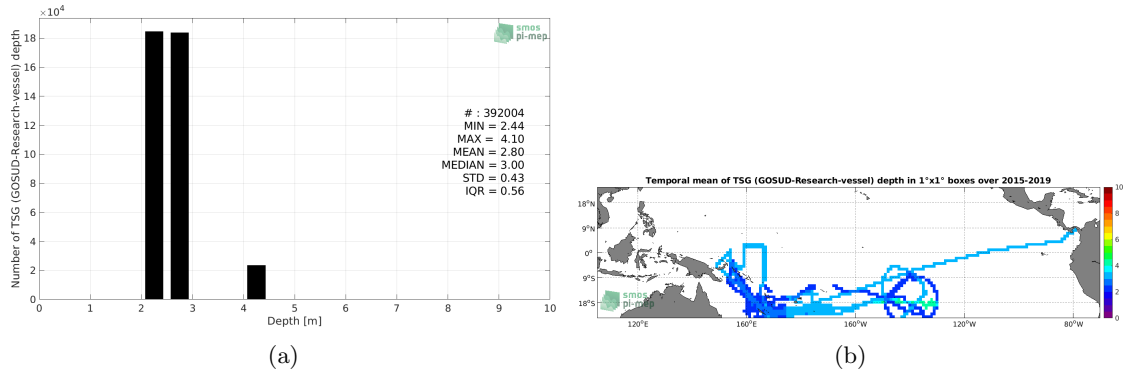 ×10⁴
18
16
14
12
10
8
6
4
2
0
Number of TSG (GOSUD-Research-vessel) depth
smos
pi-mep
# : 392004
MIN = 2.44
MAX = 4.10
MEAN = 2.80
MEDIAN = 3.00
STD = 0.43
IQR = 0.56
0 1 2 3 4 5 6 7 8 9 10
Depth [m]
(a)
Temporal mean of TSG (GOSUD-Research-vessel) depth in 1°x1° boxes over 2015-2019
18°N
9°N
0°
9°S
18°S
smos
pi-mep
120°E 160°E 160°W 120°W 80°W
10
8
6
4
2
0
(b)